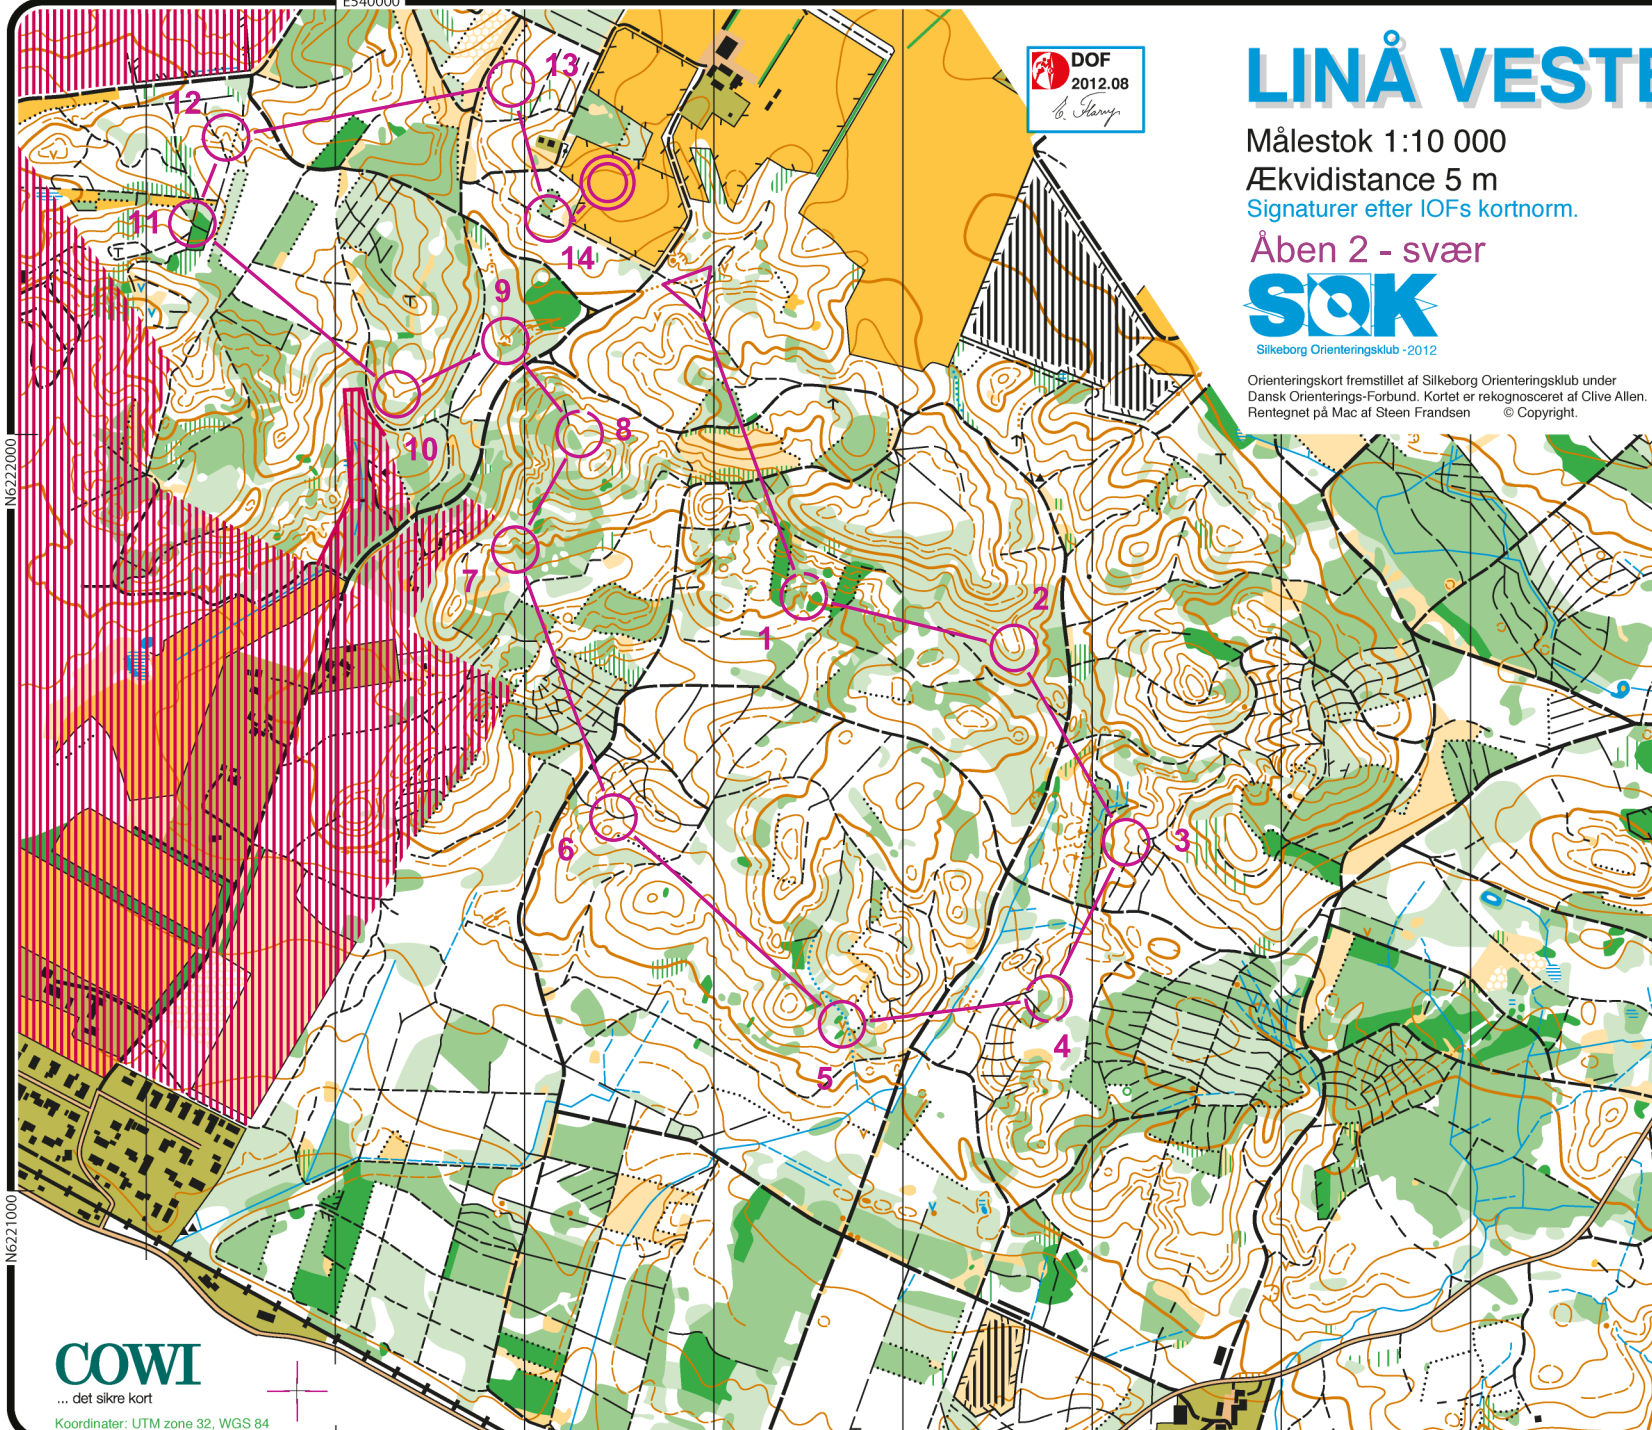 E540000
DOF
2012.08
LINÅ VESTE
Målestok 1:10 000
Ækvidistance 5 m
Signaturer efter IOFs kortnorm.
Åben 2 - svær
SOK
Silkeborg Orienteringsklub - 2012
Orienteringskort fremstillet af Silkeborg Orienteringsklub under
Dansk Orienterings-Forbund. Kortet er rekognosceret af Clive Allen.
Rentegnet på Mac af Steen Frandsen © Copyright.
13
12
11
14
9
8
10
7
2
1
3
6
4
5
N6222000
N6221000
COWI
... det sikre kort
Koordinater: UTM zone 32, WGS 84